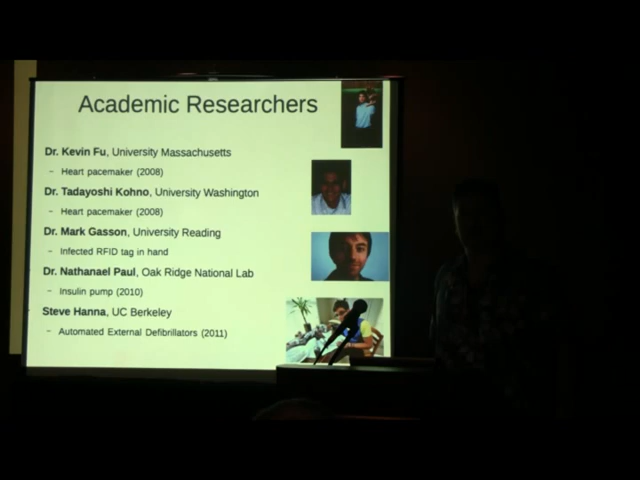 Academic Researchers
Dr. Kevin Fu, University Massachusetts
– Heart pacemaker (2008)
Dr. Tadayoshi Kohno, University Washington
– Heart pacemaker (2008)
Dr. Mark Gasson, University Reading
– Infected RFID tag in hand
Dr. Nathanael Paul, Oak Ridge National Lab
– Insulin pump (2010)
Steve Hanna, UC Berkeley
– Automated External Defibrillators (2011)